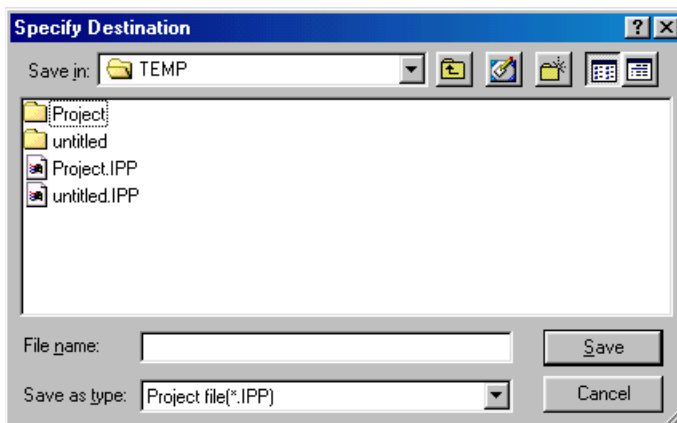 Specify Destination
Save in: TEMP
Project
untitled
Project.IPP
untitled.IPP
File name:
Save
Save as type: Project file(*.IPP)
Cancel